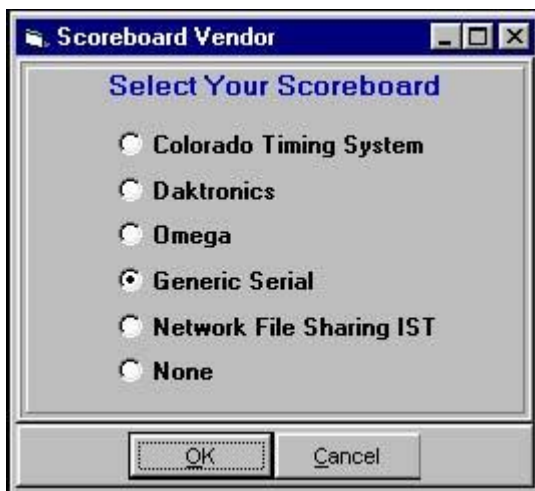 Scoreboard Vendor
Select Your Scoreboard
Colorado Timing System
Daktronics
Omega
Generic Serial
Network File Sharing IST
None
OK Cancel